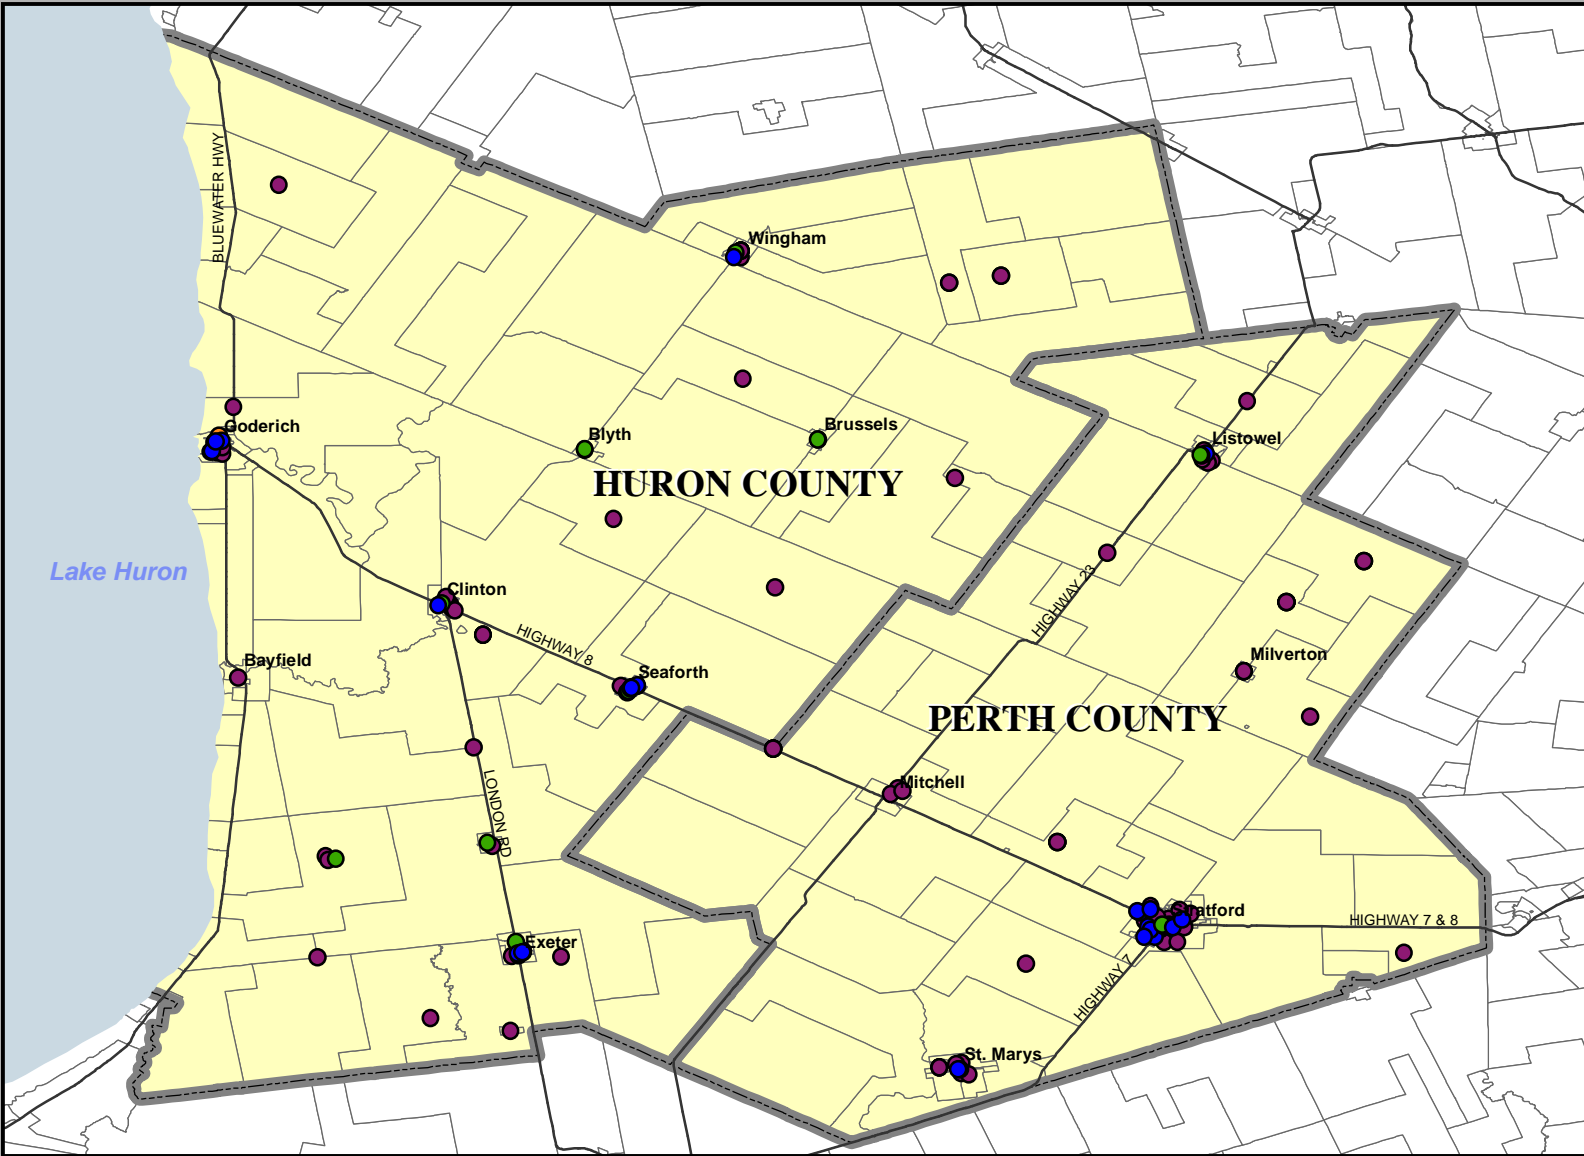 BLUEWATER HWY
Wingham
Goderich
Blyth
Brussels
Listowel
HURON COUNTY
Lake Huron
Clinton
HIGHWAY 23
HIGHWAY 8
Bayfield
Seaforth
Milverton
PERTH COUNTY
Mitchell
LONDON RD
Stratford
HIGHWAY 7 & 8
Exeter
HIGHWAY 7
St. Marys